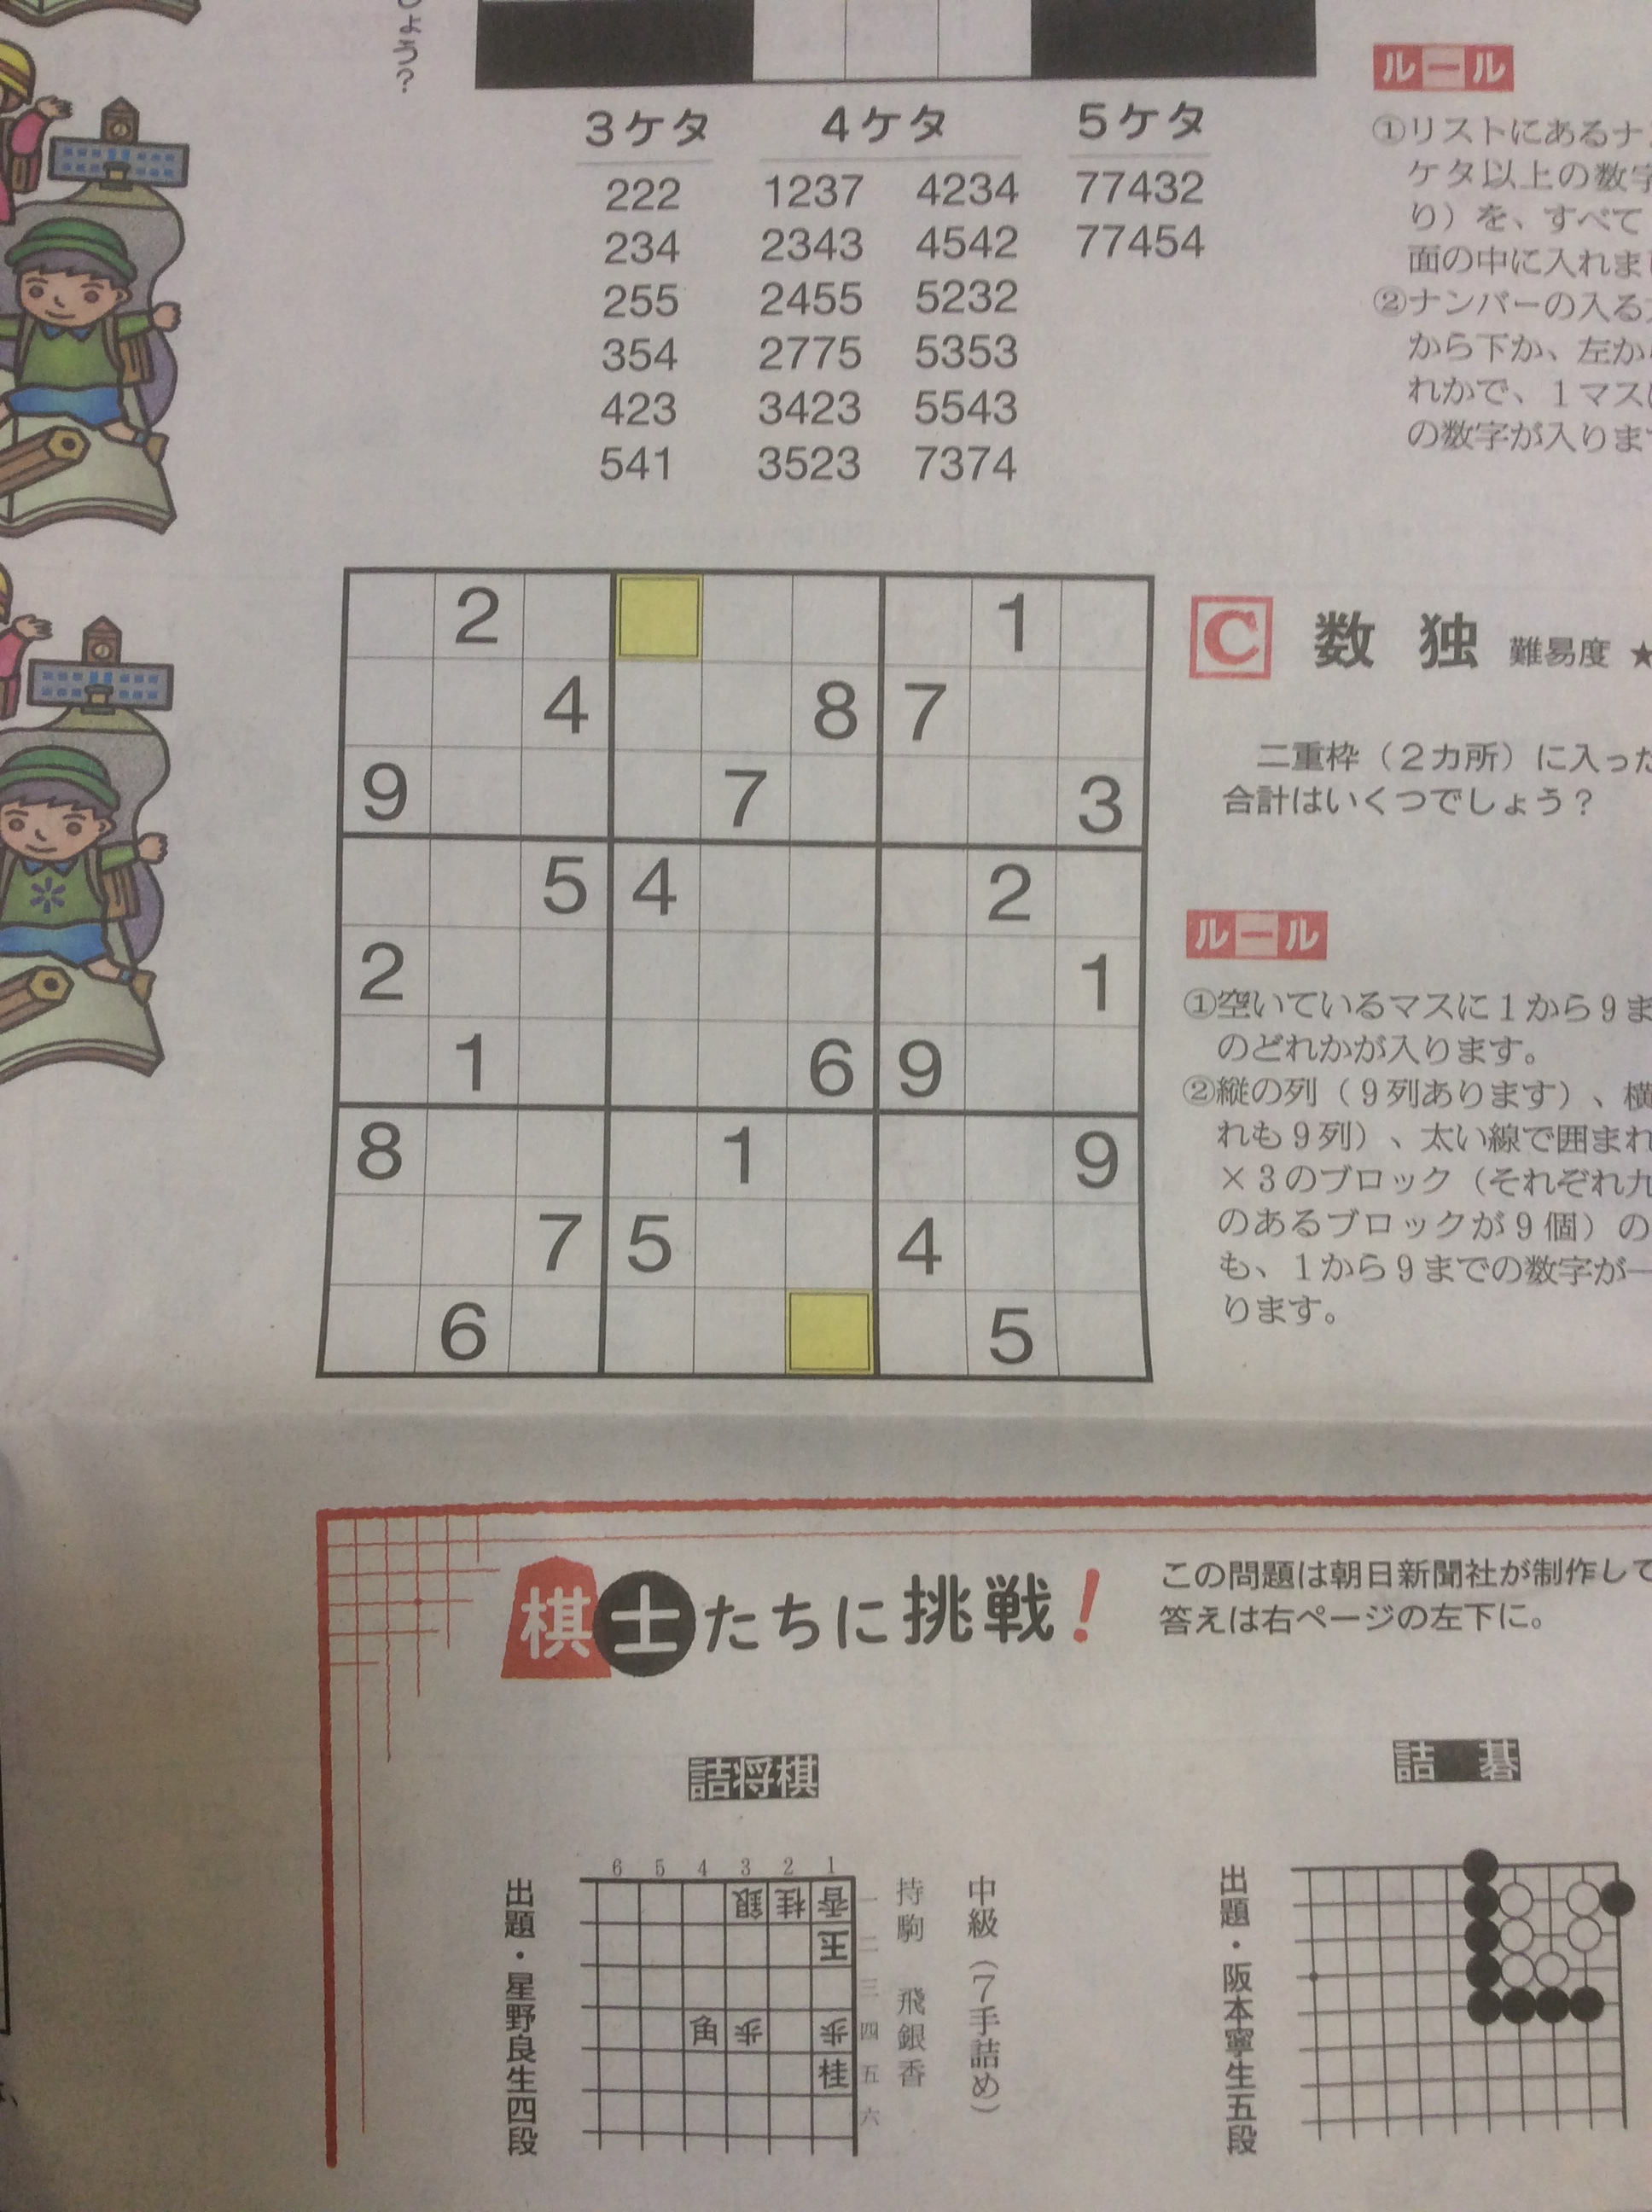 しょう?
3ケタ 4ケタ 5ケタ
222 1237 4234 77432
234 2343 4542 77454
255 2455 5232
354 2775 5353
423 3423 5543
541 3523 7374
ルール
①リストにあるナン
ケタ以上の数字
り）を、すべて
面の中に入れまし
②ナンバーの入る
から下か、左から
れかで、1マスに
の数字が入ります
2 1
4 8 7
9 7 3
5 4 2
2 1
1 6 9
8 1 9
7 5 4
6 5
C 数独 難易度 ★
二重枠（2カ所）に入った
合計はいくつでしょう？
ルール
①空いているマスに1から9ま
のどれかが入ります。
②縦の列（9列あります）、横
れも9列）、太い線で囲まれ
×3のブロック（それぞれ九
のあるブロックが9個）の
も、1から9までの数字が一
ります。
棋士たちに挑戦！
この問題は朝日新聞社が制作して
答えは右ページの左下に。
詰将棋
出題・星野良生四段
6 5 4 3 2 1
銀 桂 香 一
王 二
三
角 歩 歩 四
桂 五
六
持駒 飛銀香
中級（7手詰め）
詰碁
出題・阪本寧生五段